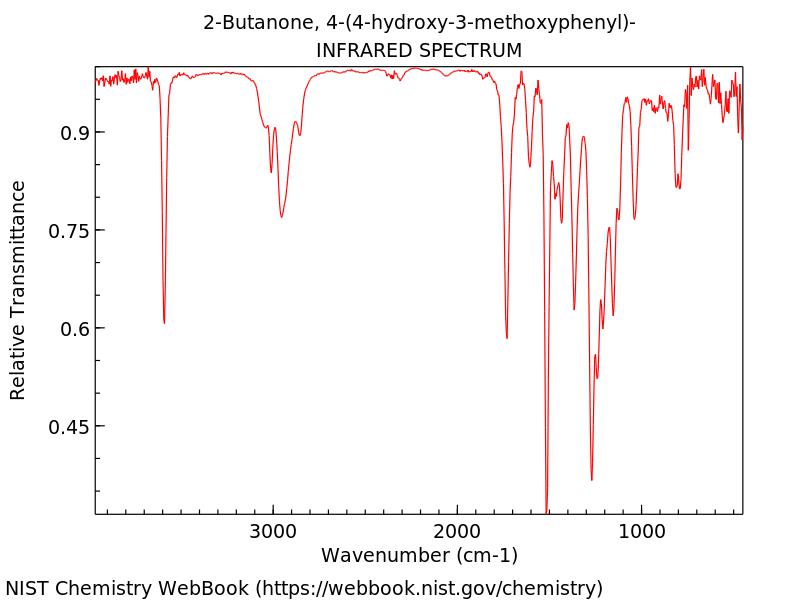 2-Butanone, 4-(4-hydroxy-3-methoxyphenyl)-
INFRARED SPECTRUM
0.9
0.75
0.6
0.45
Relative Transmittance
3000 2000 1000
Wavenumber (cm-1)
NIST Chemistry WebBook (https://webbook.nist.gov/chemistry)